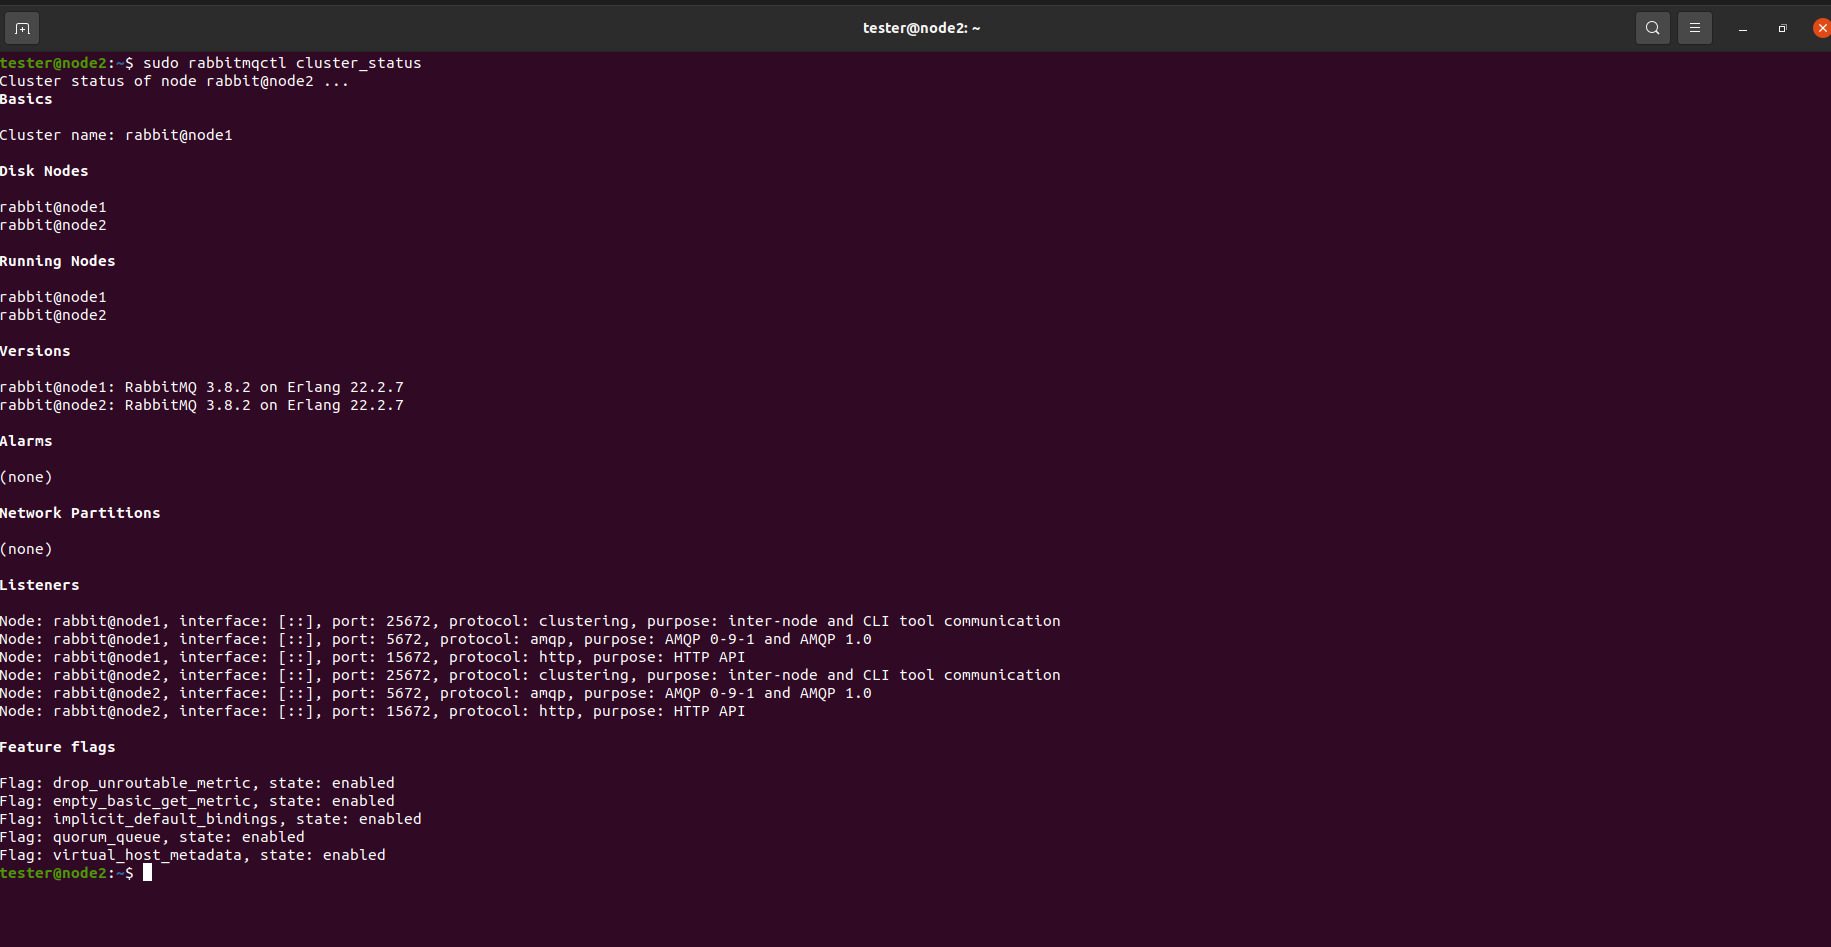 tester@node2: ~
tester@node2:~$ sudo rabbitmqctl cluster_status
Cluster status of node rabbit@node2 ...
Basics
Cluster name: rabbit@node1
Disk Nodes
rabbit@node1
rabbit@node2
Running Nodes
rabbit@node1
rabbit@node2
Versions
rabbit@node1: RabbitMQ 3.8.2 on Erlang 22.2.7
rabbit@node2: RabbitMQ 3.8.2 on Erlang 22.2.7
Alarms
(none)
Network Partitions
(none)
Listeners
Node: rabbit@node1, interface: [::], port: 25672, protocol: clustering, purpose: inter-node and CLI tool communication
Node: rabbit@node1, interface: [::], port: 5672, protocol: amqp, purpose: AMQP 0-9-1 and AMQP 1.0
Node: rabbit@node1, interface: [::], port: 15672, protocol: http, purpose: HTTP API
Node: rabbit@node2, interface: [::], port: 25672, protocol: clustering, purpose: inter-node and CLI tool communication
Node: rabbit@node2, interface: [::], port: 5672, protocol: amqp, purpose: AMQP 0-9-1 and AMQP 1.0
Node: rabbit@node2, interface: [::], port: 15672, protocol: http, purpose: HTTP API
Feature flags
Flag: drop_unroutable_metric, state: enabled
Flag: empty_basic_get_metric, state: enabled
Flag: implicit_default_bindings, state: enabled
Flag: quorum_queue, state: enabled
Flag: virtual_host_metadata, state: enabled
tester@node2:~$